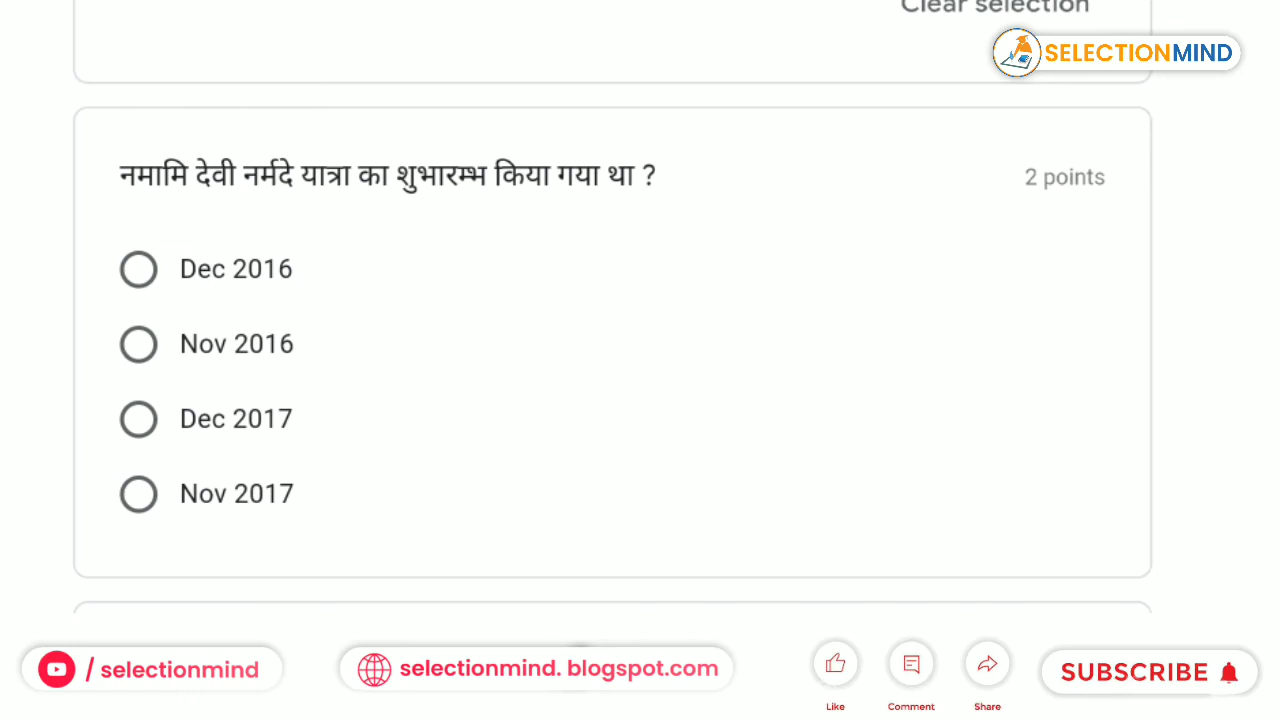 Clear selection
SELECTIONMIND
नमामि देवी नर्मदे यात्रा का शुभारम्भ किया गया था ?
2 points
Dec 2016
Nov 2016
Dec 2017
Nov 2017
/ selectionmind
selectionmind. blogspot.com
Like
Comment
Share
SUBSCRIBE